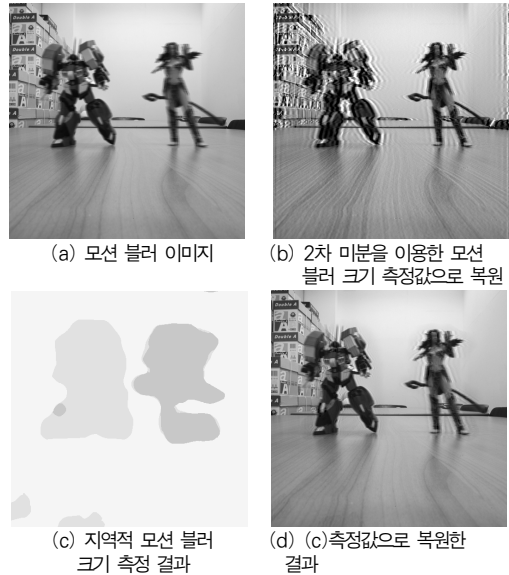 Double A
(a) 모션 블러 이미지
(b) 2차 미분을 이용한 모션
블러 크기 측정값으로 복원
(c) 지역적 모션 블러
크기 측정 결과
(d) (c)측정값으로 복원한
결과